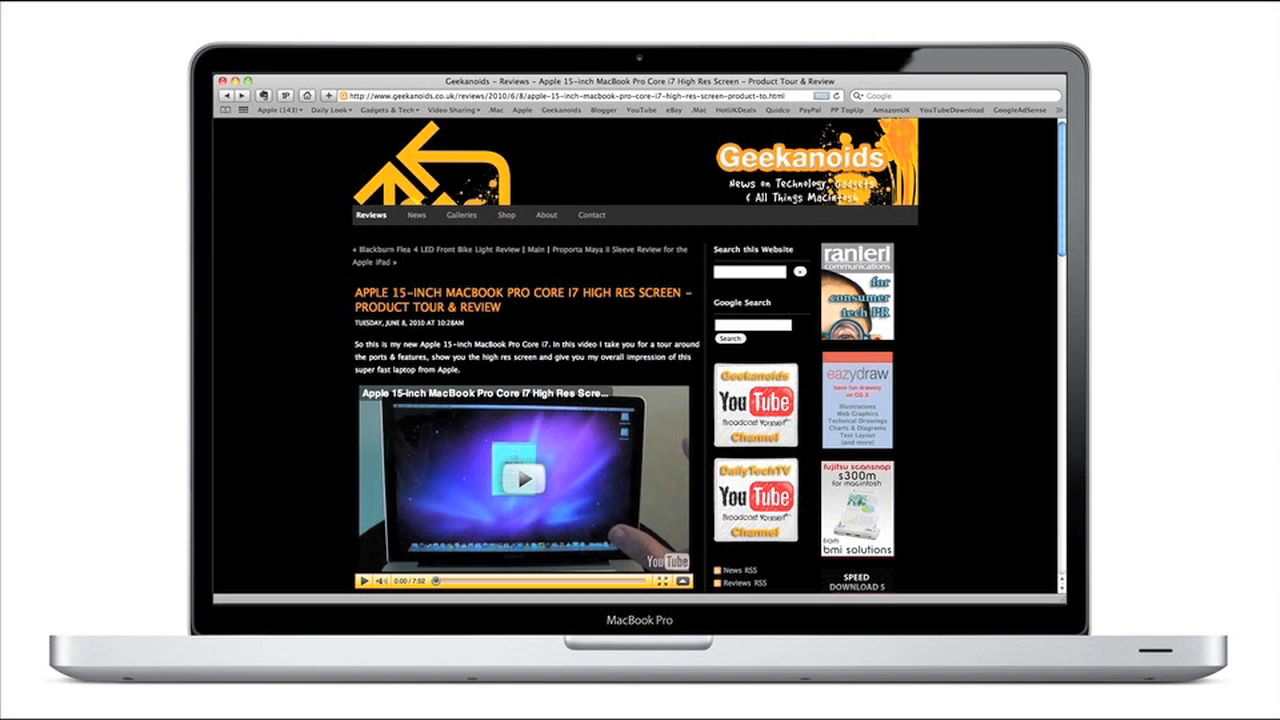 Geekanoids – Reviews – Apple 15-inch MacBook Pro Core i7 High Res Screen – Product Tour & Review
http://www.geekanoids.co.uk/reviews/2010/6/8/apple-15-inch-macbook-pro-core-i7-high-res-screen-product-to.html
RSS
Google
Apple (143) Daily Look Gadgets & Tech Video Sharing .Mac Apple Geekanoids Blogger YouTube eBay .Mac HotUKDeals Quidco PayPal PP TopUp AmazonUK YouTubeDownload GoogleAdSense
Geekanoids
News on Technology, Gadgets
& All Things Macintosh
Reviews News Galleries Shop About Contact
« Blackburn Flea 4 LED Front Bike Light Review | Main | Proporta Maya II Sleeve Review for the
Apple iPad »
APPLE 15-INCH MACBOOK PRO CORE I7 HIGH RES SCREEN –
PRODUCT TOUR & REVIEW
TUESDAY, JUNE 8, 2010 AT 10:28AM
So this is my new Apple 15-inch MacBook Pro Core i7. In this video I take you for a tour around
the ports & features, show you the high res screen and give you my overall impression of this
super fast laptop from Apple.
Apple 15-inch MacBook Pro Core i7 High Res Scre...
YouTube
0:00 / 7:52
Search this Website
Google Search
Search
Geekanoids
YouTube
Broadcast Yourself
Channel
DailyTechTV
YouTube
Broadcast Yourself
Channel
News RSS
Reviews RSS
ranieri
communications
for
consumer
tech PR
eazydraw
have fun drawing
on OS X
Illustrations
Web Graphics
Technical Drawings
Charts & Diagrams
Text Layout
(and more)
fujitsu scansnap
s300m
for macintosh
from
bmi solutions
SPEED
DOWNLOAD 5
MacBook Pro